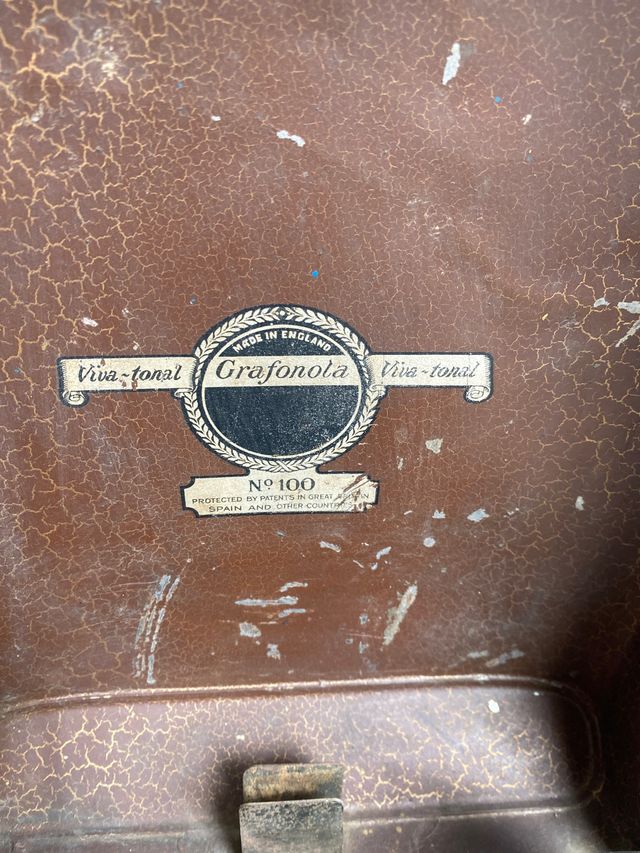 MADE IN ENGLAND
Viva-tonal Grafonola Viva-tonal
Nº 100
PROTECTED BY PATENTS IN GREAT BRITAIN
SPAIN AND OTHER COUNTRIES